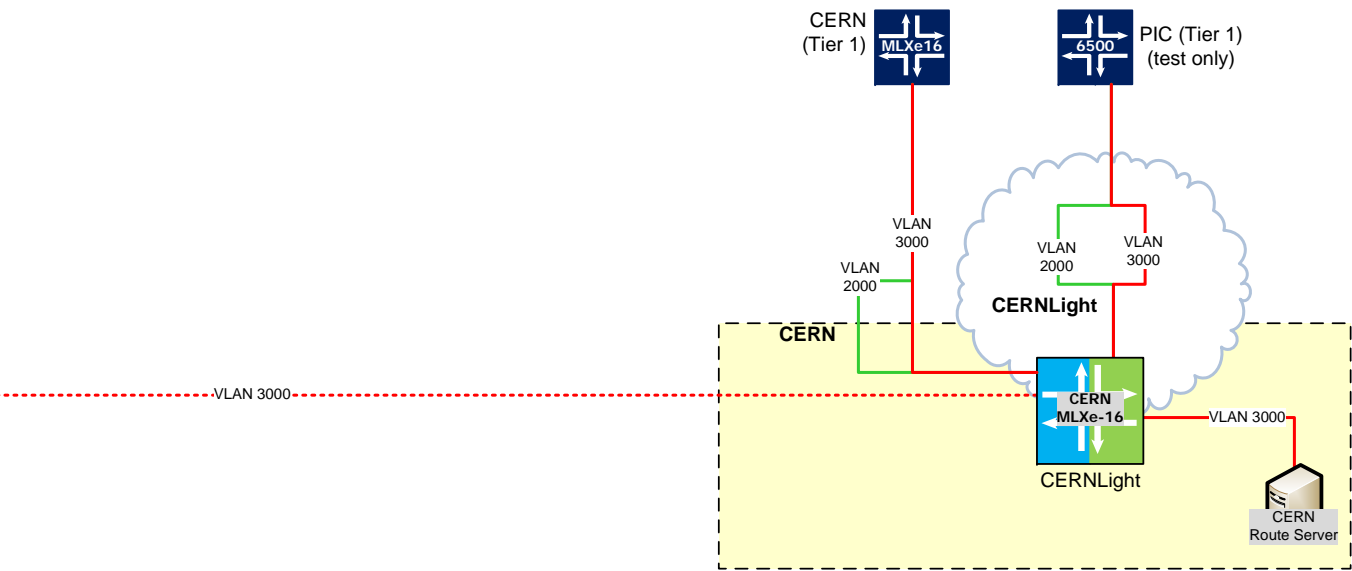 CERN
(Tier 1)
MLXe16
6500
PIC (Tier 1)
(test only)
VLAN
3000
VLAN
2000
VLAN
2000
VLAN
3000
CERNLight
CERN
VLAN 3000
CERN
MLXe-16
VLAN 3000
CERNLight
CERN
Route Server